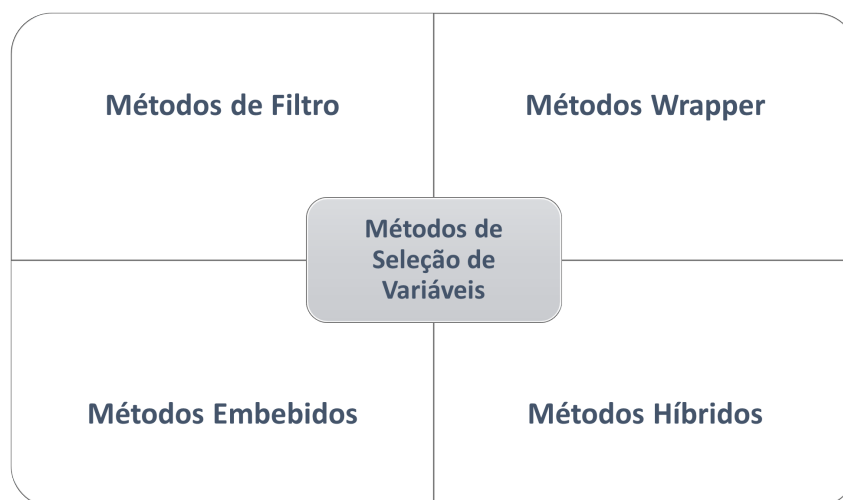 Métodos de Filtro
Métodos Wrapper
Métodos de
Seleção de
Variáveis
Métodos Embebidos
Métodos Híbridos